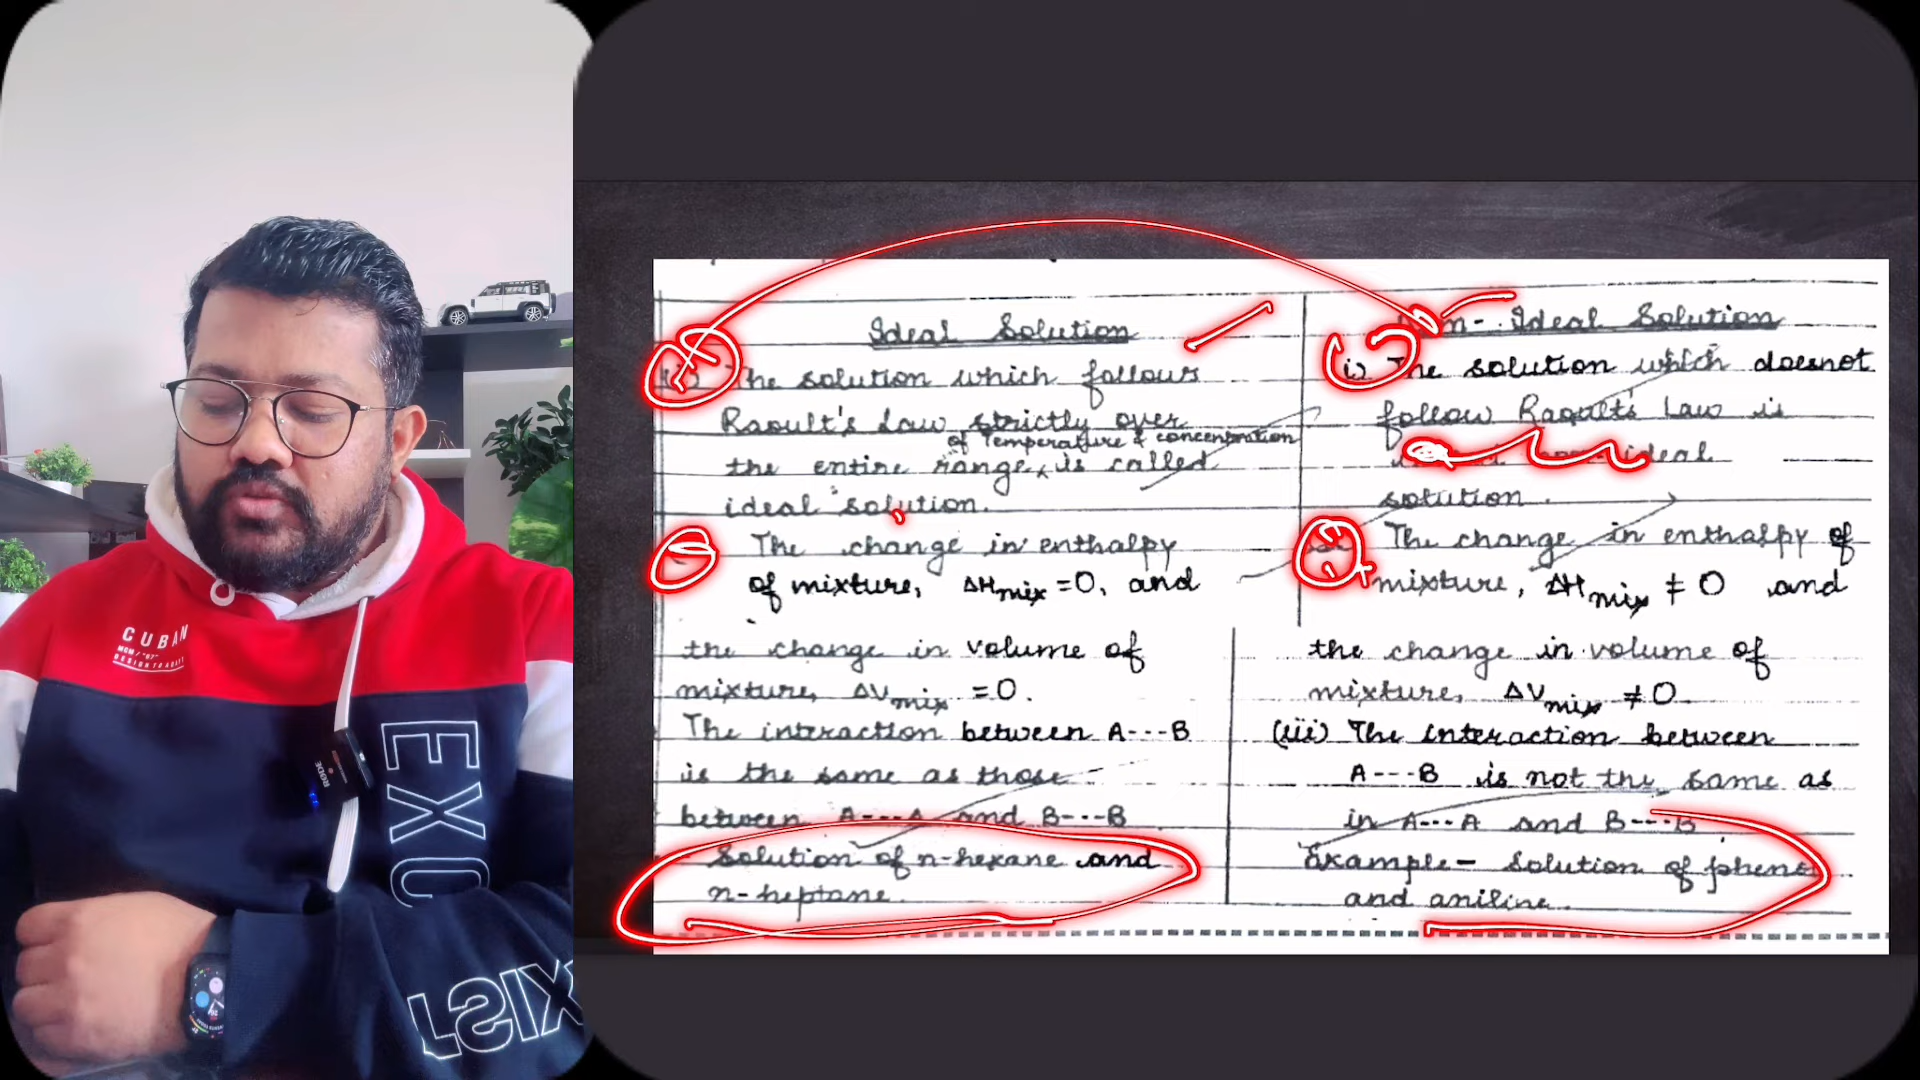 Ideal Solution
(i) The solution which follows
Raoult's Law strictly over
of Temperature & concentration
the entire range, is called
ideal solution.
The change in enthalpy
of mixture, ΔHmix = 0, and
the change in volume of
mixture, ΔVmix = 0.
The interaction between A---B
is the same as those
between A---A and B---B
Solution of n-hexane and
n-heptane.
Non-Ideal Solution
i) The solution which doesnot
follow Raoult's Law is
ideal
solution.
The change in enthalpy of
mixture, ΔHmix ≠ 0 and
the change in volume of
mixture, ΔVmix ≠ 0
(iii) The interaction between
A---B is not the same as
in A---A and B---B.
Example- Solution of pheno
and aniline.
CUBAN
DESIGN TO
RODE
EXC
EXIST